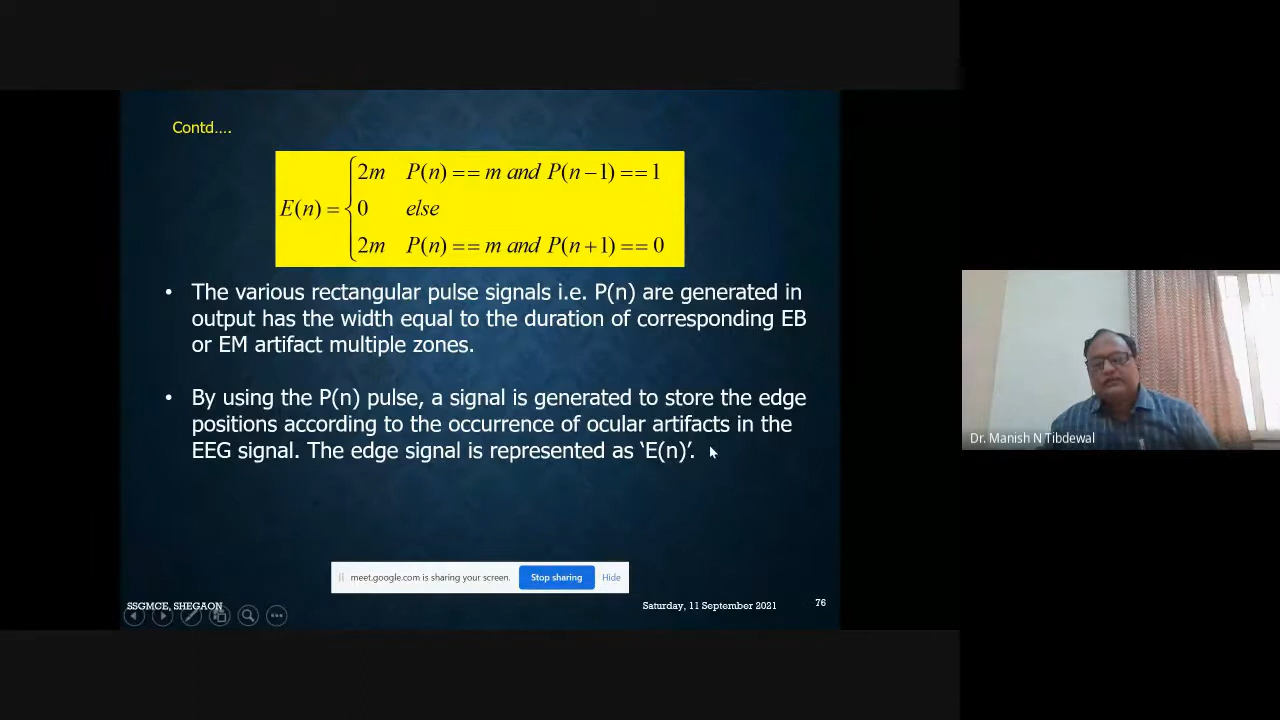 Contd....
2m P(n) == m and P(n−1) == 1
E(n) = 0 else
2m P(n) == m and P(n+1) == 0
• The various rectangular pulse signals i.e. P(n) are generated in
output has the width equal to the duration of corresponding EB
or EM artifact multiple zones.
• By using the P(n) pulse, a signal is generated to store the edge
positions according to the occurrence of ocular artifacts in the
EEG signal. The edge signal is represented as ‘E(n)’.
Dr. Manish N Tibdewal
meet.google.com is sharing your screen. Stop sharing Hide
SSGMCE, SHEGAON Saturday, 11 September 2021 76